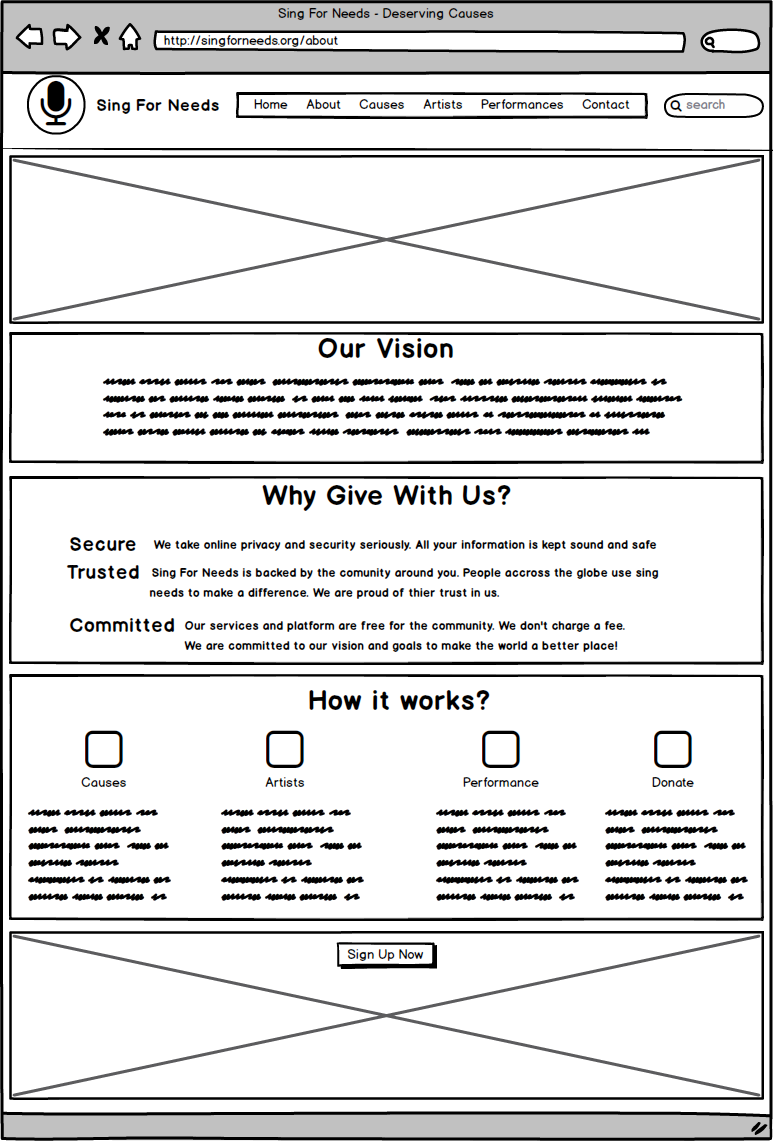 Sing For Needs - Deserving Causes
http://singforneeds.org/about
Sing For Needs Home About Causes Artists Performances Contact search
Our Vision
Why Give With Us?
Secure We take online privacy and security seriously. All your information is kept sound and safe
Trusted Sing For Needs is backed by the comunity around you. People accross the globe use sing
needs to make a difference. We are proud of thier trust in us.
Committed Our services and platform are free for the community. We don't charge a fee.
We are committed to our vision and goals to make the world a better place!
How it works?
Causes Artists Performance Donate
Sign Up Now